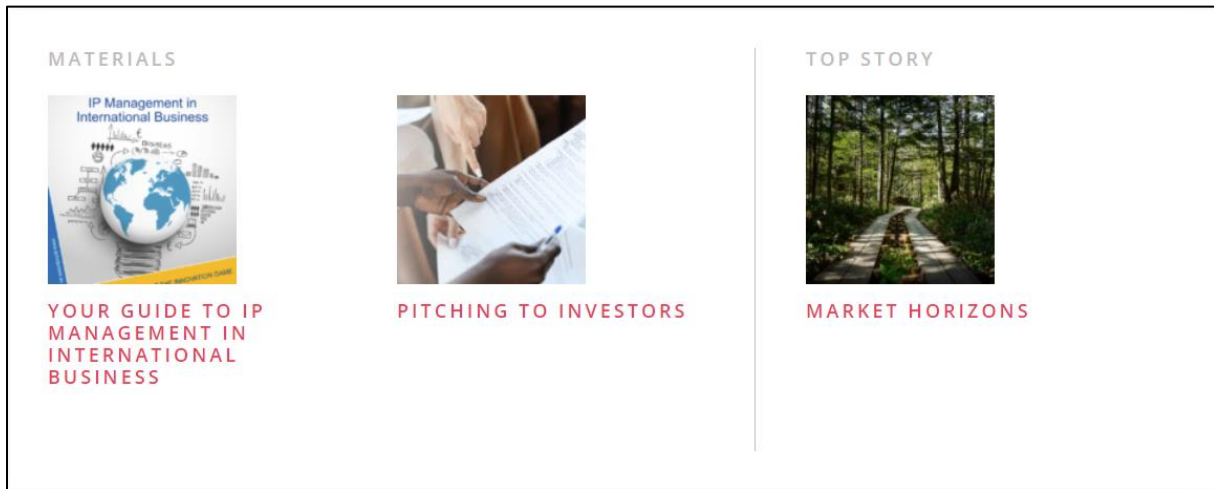 MATERIALS
IP Management in
International Business
YOUR GUIDE TO IP
MANAGEMENT IN
INTERNATIONAL
BUSINESS
PITCHING TO INVESTORS
TOP STORY
MARKET HORIZONS